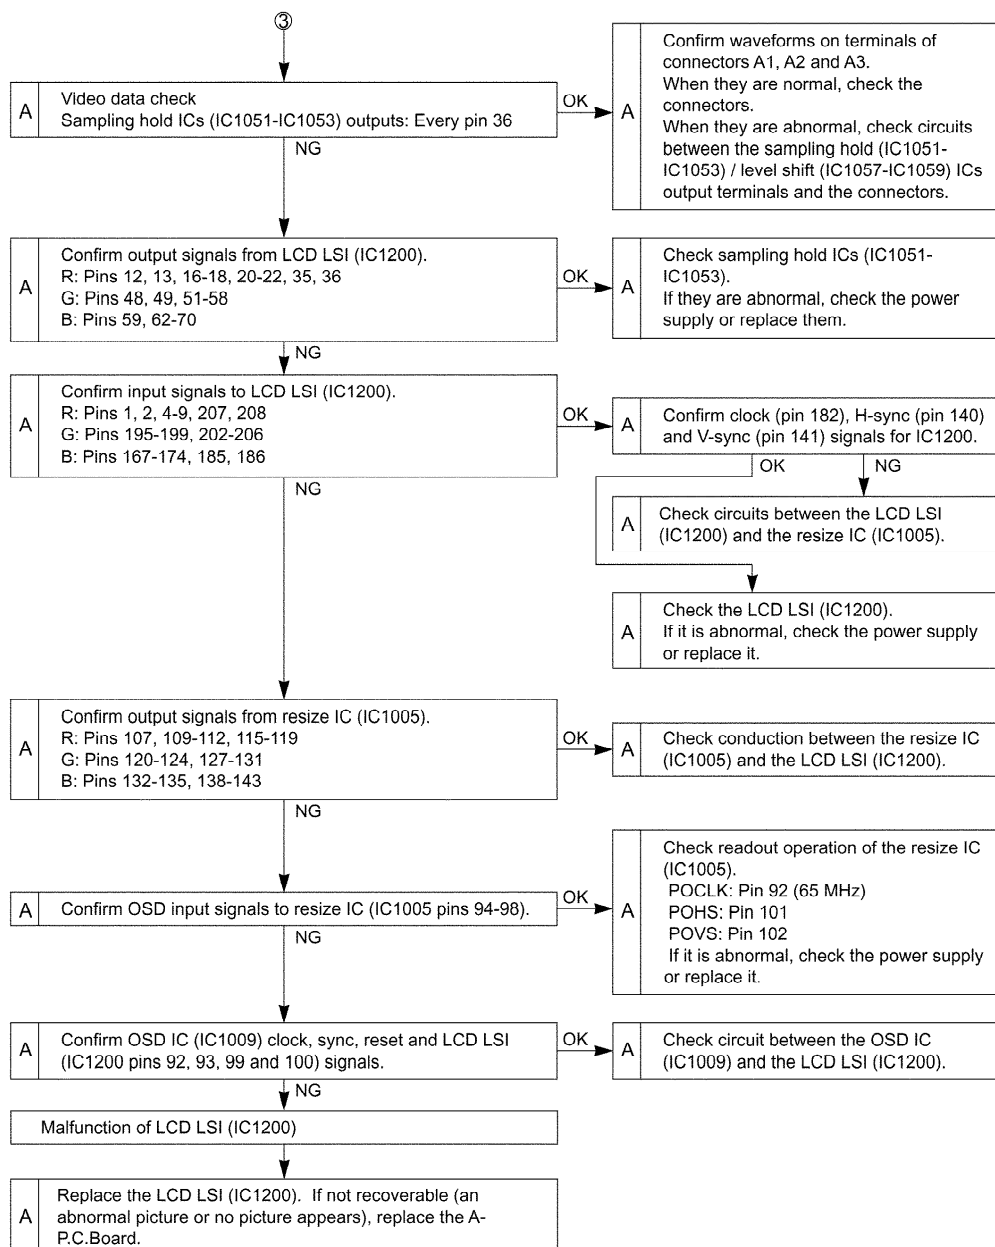 3
A
Video data check
Sampling hold ICs (IC1051-IC1053) outputs: Every pin 36
OK
A
Confirm waveforms on terminals of
connectors A1, A2 and A3.
When they are normal, check the
connectors.
When they are abnormal, check circuits
between the sampling hold (IC1051-
IC1053) / level shift (IC1057-IC1059) ICs
output terminals and the connectors.
NG
A
Confirm output signals from LCD LSI (IC1200).
R: Pins 12, 13, 16-18, 20-22, 35, 36
G: Pins 48, 49, 51-58
B: Pins 59, 62-70
OK
A
Check sampling hold ICs (IC1051-
IC1053).
If they are abnormal, check the power
supply or replace them.
NG
A
Confirm input signals to LCD LSI (IC1200).
R: Pins 1, 2, 4-9, 207, 208
G: Pins 195-199, 202-206
B: Pins 167-174, 185, 186
OK
A
Confirm clock (pin 182), H-sync (pin 140)
and V-sync (pin 141) signals for IC1200.
OK
NG
NG
A
Check circuits between the LCD LSI
(IC1200) and the resize IC (IC1005).
A
Check the LCD LSI (IC1200).
If it is abnormal, check the power supply
or replace it.
A
Confirm output signals from resize IC (IC1005).
R: Pins 107, 109-112, 115-119
G: Pins 120-124, 127-131
B: Pins 132-135, 138-143
OK
A
Check conduction between the resize IC
(IC1005) and the LCD LSI (IC1200).
NG
A
Confirm OSD input signals to resize IC (IC1005 pins 94-98).
OK
A
Check readout operation of the resize IC
(IC1005).
POCLK: Pin 92 (65 MHz)
POHS: Pin 101
POVS: Pin 102
If it is abnormal, check the power supply
or replace it.
NG
A
Confirm OSD IC (IC1009) clock, sync, reset and LCD LSI
(IC1200 pins 92, 93, 99 and 100) signals.
OK
A
Check circuit between the OSD IC
(IC1009) and the LCD LSI (IC1200).
NG
Malfunction of LCD LSI (IC1200)
A
Replace the LCD LSI (IC1200). If not recoverable (an
abnormal picture or no picture appears), replace the A-
P.C.Board.